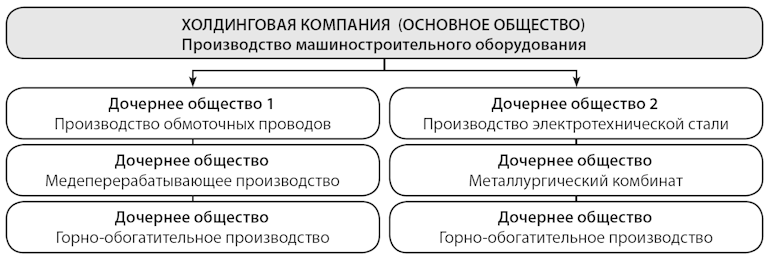 ХОЛДИНГОВАЯ КОМПАНИЯ (ОСНОВНОЕ ОБЩЕСТВО)
Производство машиностроительного оборудования
Дочернее общество 1
Производство обмоточных проводов
Дочернее общество 2
Производство электротехнической стали
Дочернее общество
Медеперерабатывающее производство
Дочернее общество
Металлургический комбинат
Дочернее общество
Горно-обогатительное производство
Дочернее общество
Горно-обогатительное производство